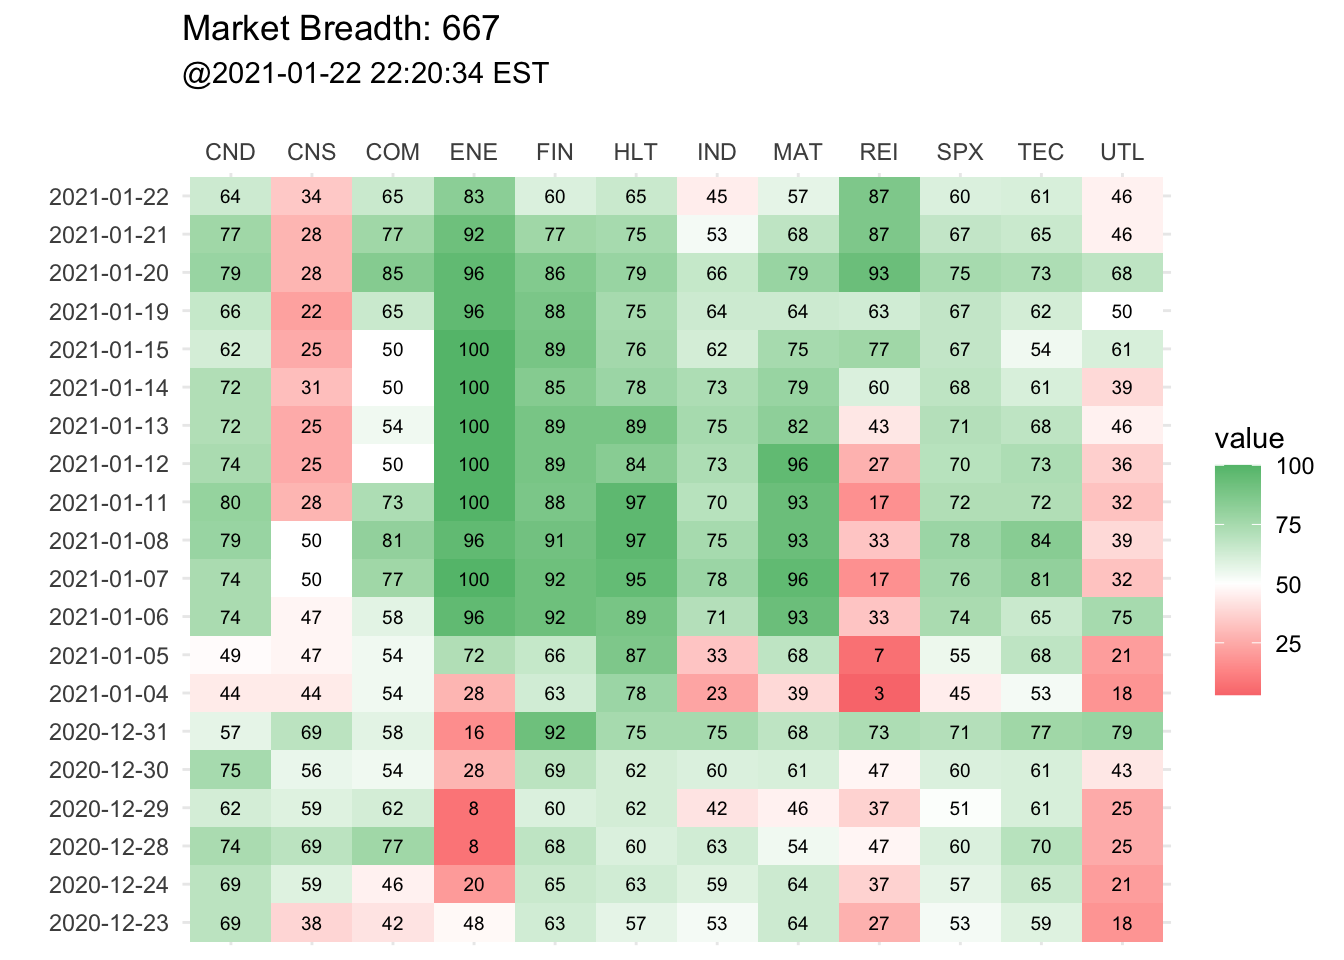 Market Breadth: 667
@2021-01-22 22:20:34 EST
CND CNS COM ENE FIN HLT IND MAT REI SPX TEC UTL
2021-01-22 64 34 65 83 60 65 45 57 87 60 61 46
2021-01-21 77 28 77 92 77 75 53 68 87 67 65 46
2021-01-20 79 28 85 96 86 79 66 79 93 75 73 68
2021-01-19 66 22 65 96 88 75 64 64 63 67 62 50
2021-01-15 62 25 50 100 89 76 62 75 77 67 54 61
2021-01-14 72 31 50 100 85 78 73 79 60 68 61 39
2021-01-13 72 25 54 100 89 89 75 82 43 71 68 46
2021-01-12 74 25 50 100 89 84 73 96 27 70 73 36
2021-01-11 80 28 73 100 88 97 70 93 17 72 72 32
2021-01-08 79 50 81 96 91 97 75 93 33 78 84 39
2021-01-07 74 50 77 100 92 95 78 96 17 76 81 32
2021-01-06 74 47 58 96 92 89 71 93 33 74 65 75
2021-01-05 49 47 54 72 66 87 33 68 7 55 68 21
2021-01-04 44 44 54 28 63 78 23 39 3 45 53 18
2020-12-31 57 69 58 16 92 75 75 68 73 71 77 79
2020-12-30 75 56 54 28 69 62 60 61 47 60 61 43
2020-12-29 62 59 62 8 60 62 42 46 37 51 61 25
2020-12-28 74 69 77 8 68 60 63 54 47 60 70 25
2020-12-24 69 59 46 20 65 63 59 64 37 57 65 21
2020-12-23 69 38 42 48 63 57 53 64 27 53 59 18
value
100
75
50
25